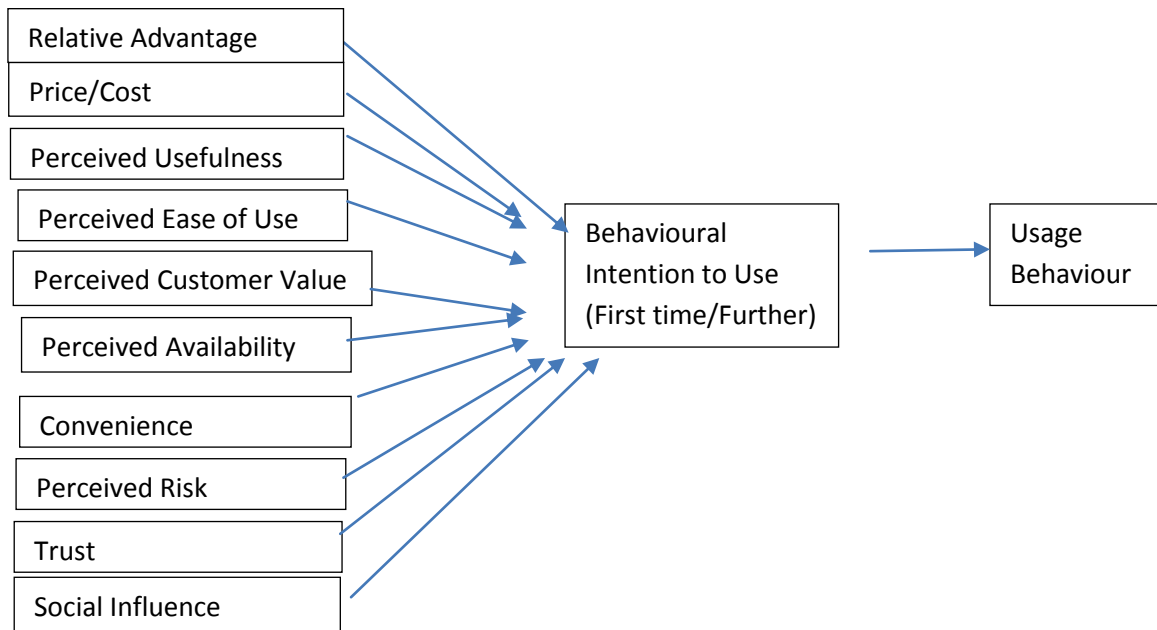 Relative Advantage
Price/Cost
Perceived Usefulness
Perceived Ease of Use
Perceived Customer Value
Perceived Availability
Convenience
Perceived Risk
Trust
Social Influence
Behavioural
Intention to Use
(First time/Further)
Usage
Behaviour